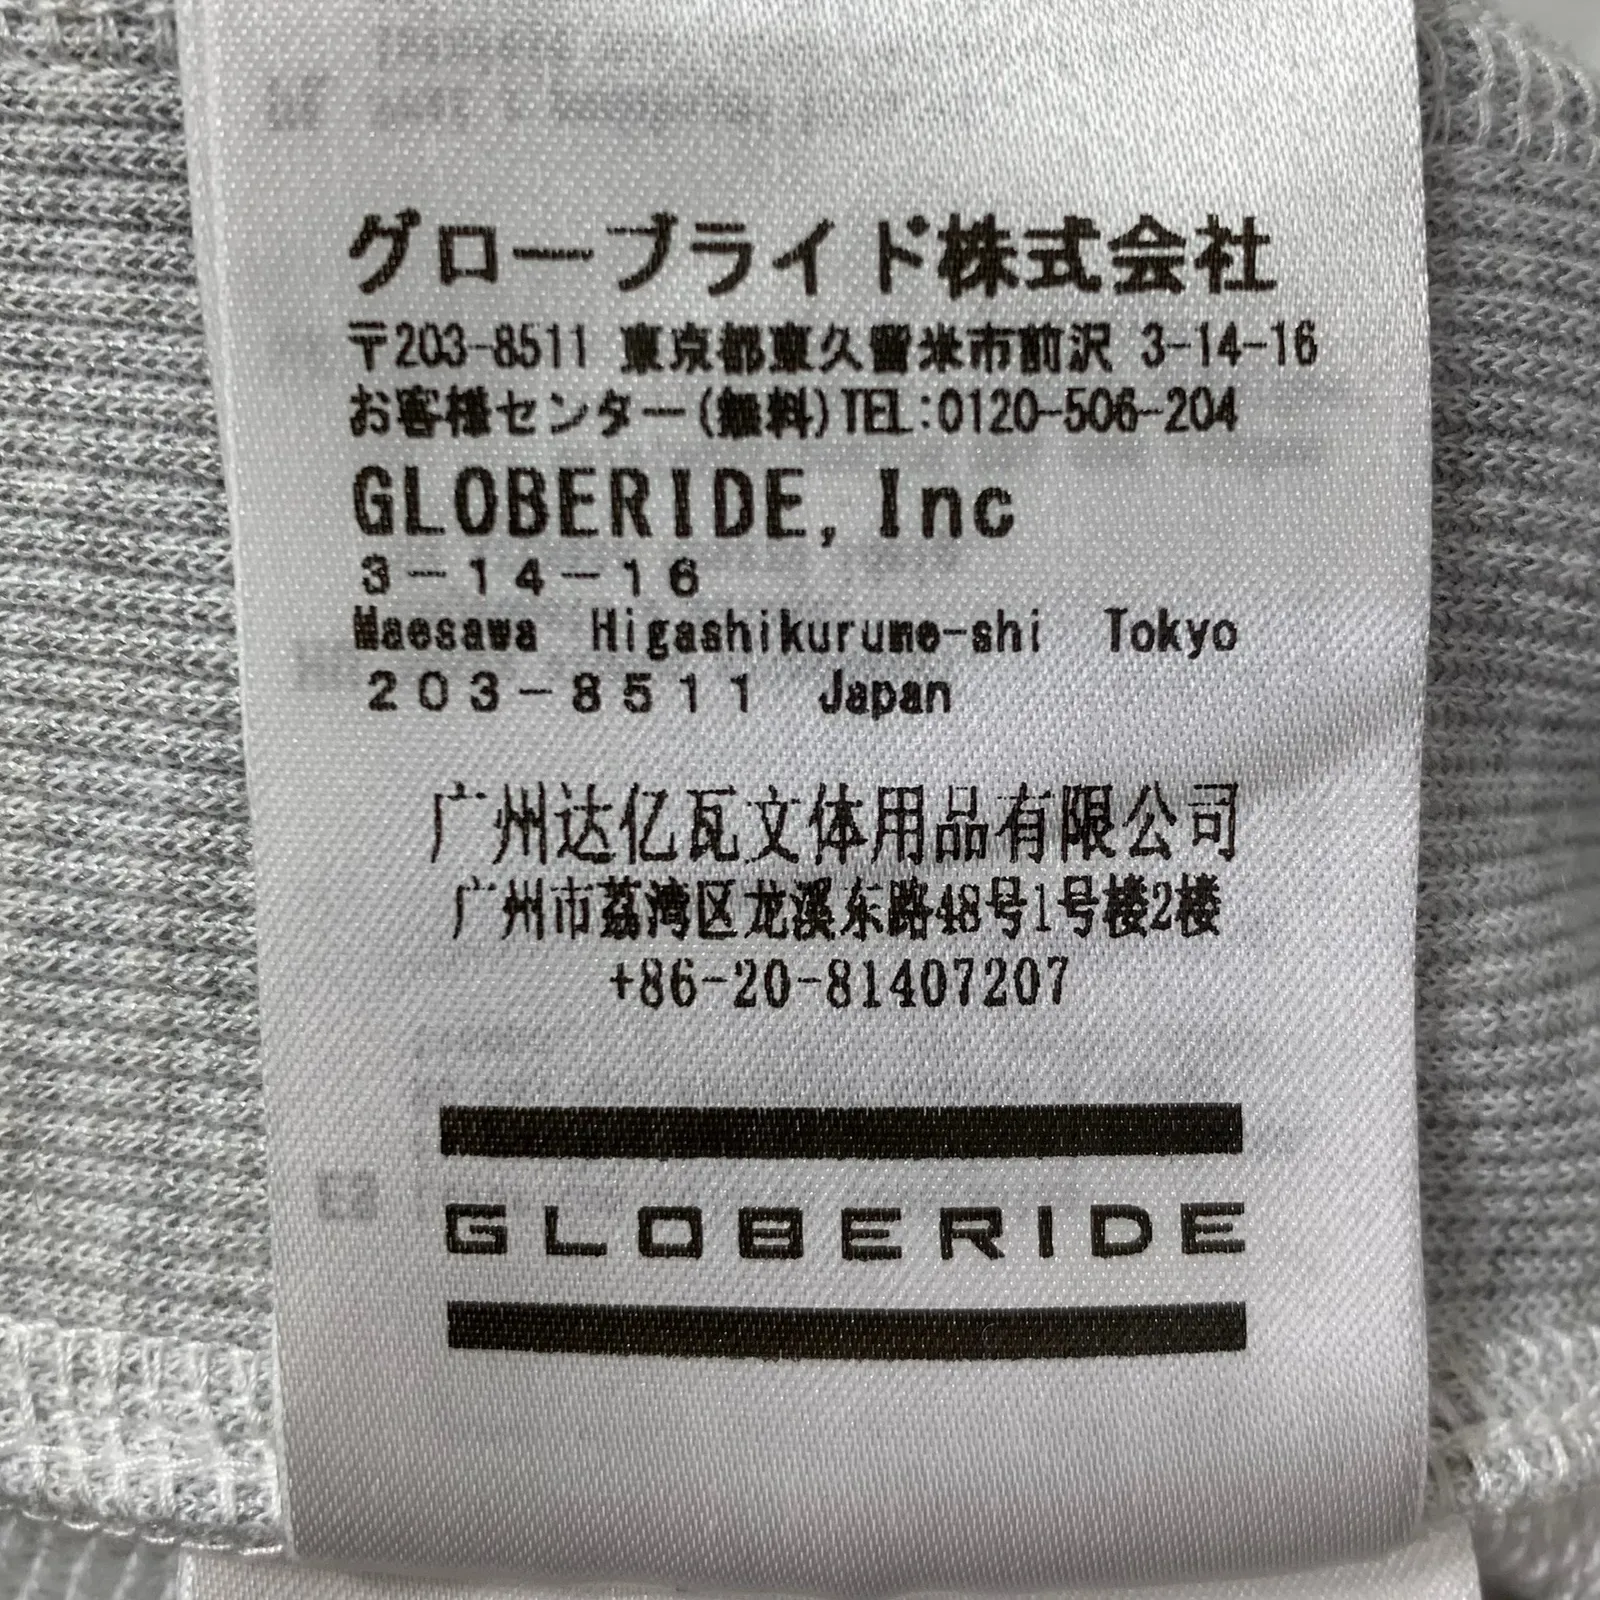 グローブライド株式会社
〒203-8511 東京都東久留米市前沢 3-14-16
お客様センター(無料)TEL:0120-506-204
GLOBERIDE, Inc
3-14-16
Maesawa Higashikurume-shi Tokyo
203-8511 Japan
广州达亿瓦文体用品有限公司
广州市荔湾区龙溪东路48号1号楼2楼
+86-20-81407207
GLOBERIDE